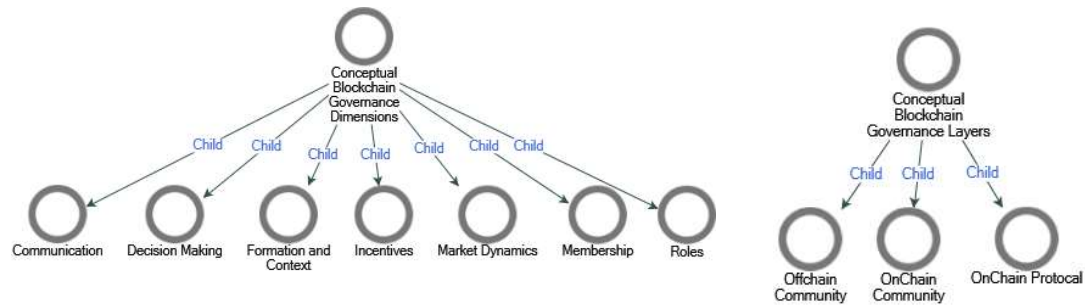 Conceptual
Blockchain
Governance
Dimensions
Child
Child
Child
Child
Child
Child
Child
Communication
Decision Making
Formation and
Context
Incentives
Market Dynamics
Membership
Roles
Conceptual
Blockchain
Governance Layers
Child
Child
Child
Offchain
Community
OnChain
Community
OnChain Protocal